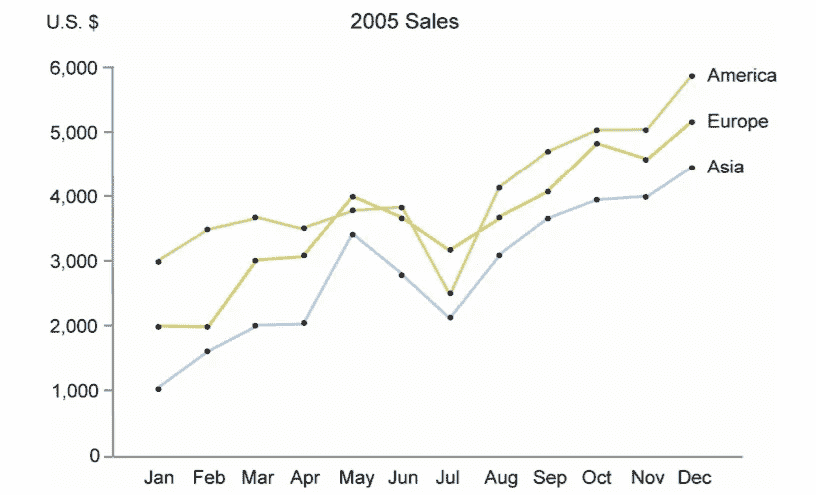 U.S. $
2005 Sales
6,000
5,000
4,000
3,000
2,000
1,000
0
America
Europe
Asia
Jan Feb Mar Apr May Jun Jul Aug Sep Oct Nov Dec